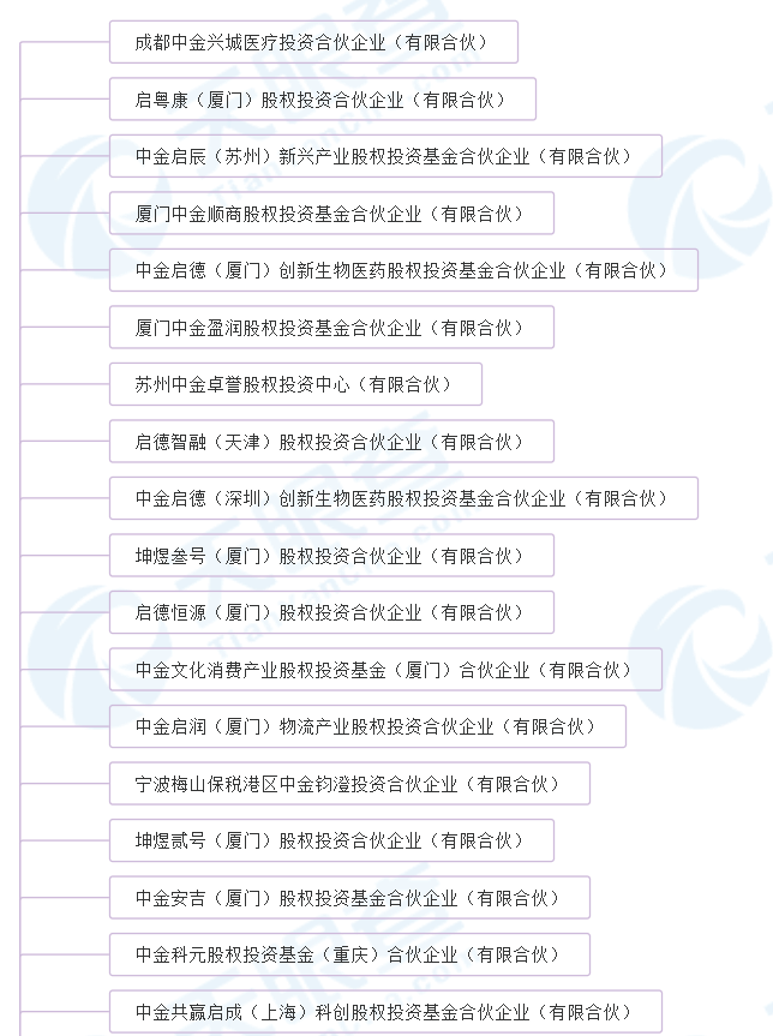 成都中金兴城医疗投资合伙企业（有限合伙）
启粤康（厦门）股权投资合伙企业（有限合伙）
中金启辰（苏州）新兴产业股权投资基金合伙企业（有限合伙）
厦门中金顺商股权投资基金合伙企业（有限合伙）
中金启德（厦门）创新生物医药股权投资基金合伙企业（有限合伙）
厦门中金盈润股权投资基金合伙企业（有限合伙）
苏州中金卓誉股权投资中心（有限合伙）
启德智融（天津）股权投资合伙企业（有限合伙）
中金启德（深圳）创新生物医药股权投资基金合伙企业（有限合伙）
坤煜叁号（厦门）股权投资合伙企业（有限合伙）
启德恒源（厦门）股权投资合伙企业（有限合伙）
中金文化消费产业股权投资基金（厦门）合伙企业（有限合伙）
中金启润（厦门）物流产业股权投资合伙企业（有限合伙）
宁波梅山保税港区中金钧澄投资合伙企业（有限合伙）
坤煜贰号（厦门）股权投资合伙企业（有限合伙）
中金安吉（厦门）股权投资基金合伙企业（有限合伙）
中金科元股权投资基金（重庆）合伙企业（有限合伙）
中金共赢启成（上海）科创股权投资基金合伙企业（有限合伙）
天眼查
TianYanCha.com